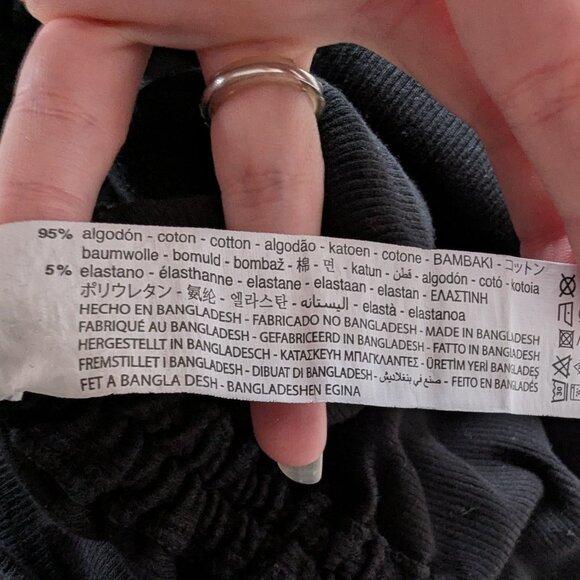 95% algodón - coton - cotton - algodão - katoen - cotone - ΒΑΜΒΑΚΙ - コットン
baumwolle - bomuld - bombaž - 棉 면 - katun - قطن - algodón - cotó - kotoia
5% elastano - élasthanne - elastane - elastaan - elastan - ΕΛΑΣΤΙΝΗ
ポリウレタン - 氨纶 - 엘라스탄 - اليستانه - elastà - elastanoa
HECHO EN BANGLADESH - FABRICADO NO BANGLADESH - MADE IN BANGLADESH
FABRIQUÉ AU BANGLADESH - GEFABRICEERD IN BANGLADESH - FATTO IN BANGLADESH
HERGESTELLT IN BANGLADESCH - ΚΑΤΑΣΚΕΥΗ ΜΠΑΓΚΛΑΝΤΕΣ - ÜRETİM YERİ BANGLADEŞ
FREMSTILLET I BANGLADESH - DIBUAT DI BANGLADESH - صنع في بنغلاديش - FEITO EN BANGLADÉS
FET A BANGLA DESH - BANGLADESHEN EGINA